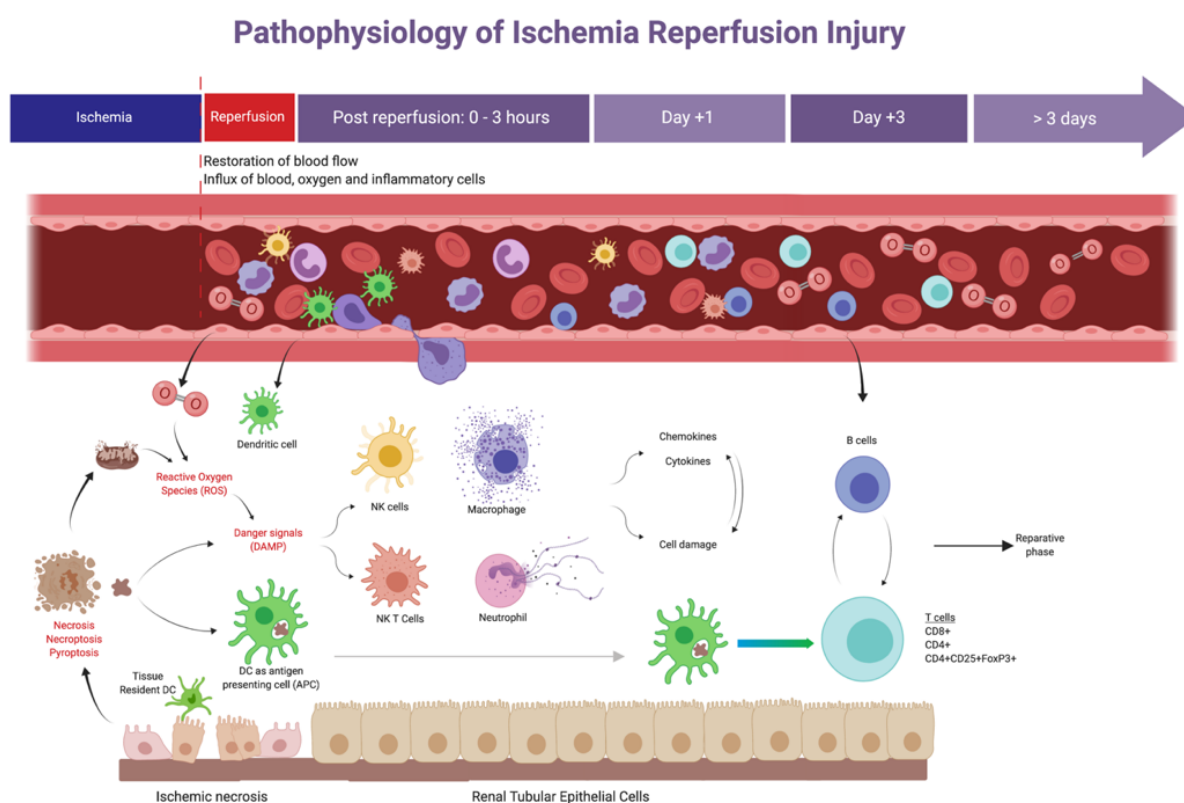 Pathophysiology of Ischemia Reperfusion Injury
Ischemia
Reperfusion
Post reperfusion: 0 - 3 hours
Day +1
Day +3
> 3 days
Restoration of blood flow
Influx of blood, oxygen and inflammatory cells
O
O
O
O
O
O
O
O
O
O
O
O
Dendritic cell
Reactive Oxygen
Species (ROS)
NK cells
Macrophage
Chemokines
Cytokines
B cells
Danger signals
(DAMP)
Cell damage
Reparative
phase
Necrosis
Necroptosis
Pyroptosis
NK T Cells
Neutrophil
T cells
CD8+
CD4+
CD4+CD25+FoxP3+
Tissue
Resident DC
DC as antigen
presenting cell (APC)
Ischemic necrosis
Renal Tubular Epithelial Cells